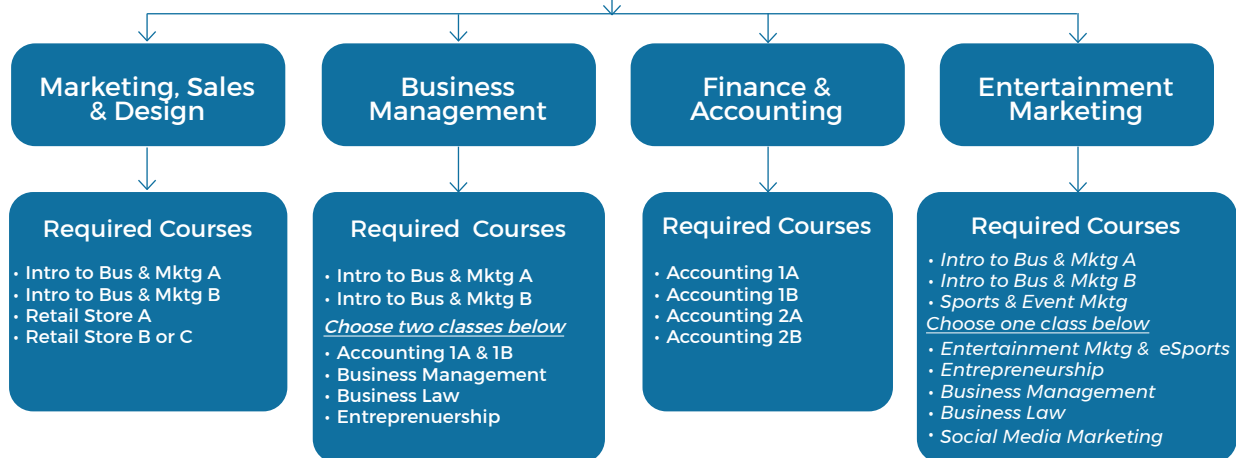 Marketing, Sales
& Design
Business
Management
Finance &
Accounting
Entertainment
Marketing
Required Courses
• Intro to Bus & Mktg A
• Intro to Bus & Mktg B
• Retail Store A
• Retail Store B or C
Required Courses
• Intro to Bus & Mktg A
• Intro to Bus & Mktg B
Choose two classes below
• Accounting 1A & 1B
• Business Management
• Business Law
• Entreprenuership
Required Courses
• Accounting 1A
• Accounting 1B
• Accounting 2A
• Accounting 2B
Required Courses
• Intro to Bus & Mktg A
• Intro to Bus & Mktg B
• Sports & Event Mktg
Choose one class below
• Entertainment Mktg & eSports
• Entrepreneurship
• Business Management
• Business Law
• Social Media Marketing